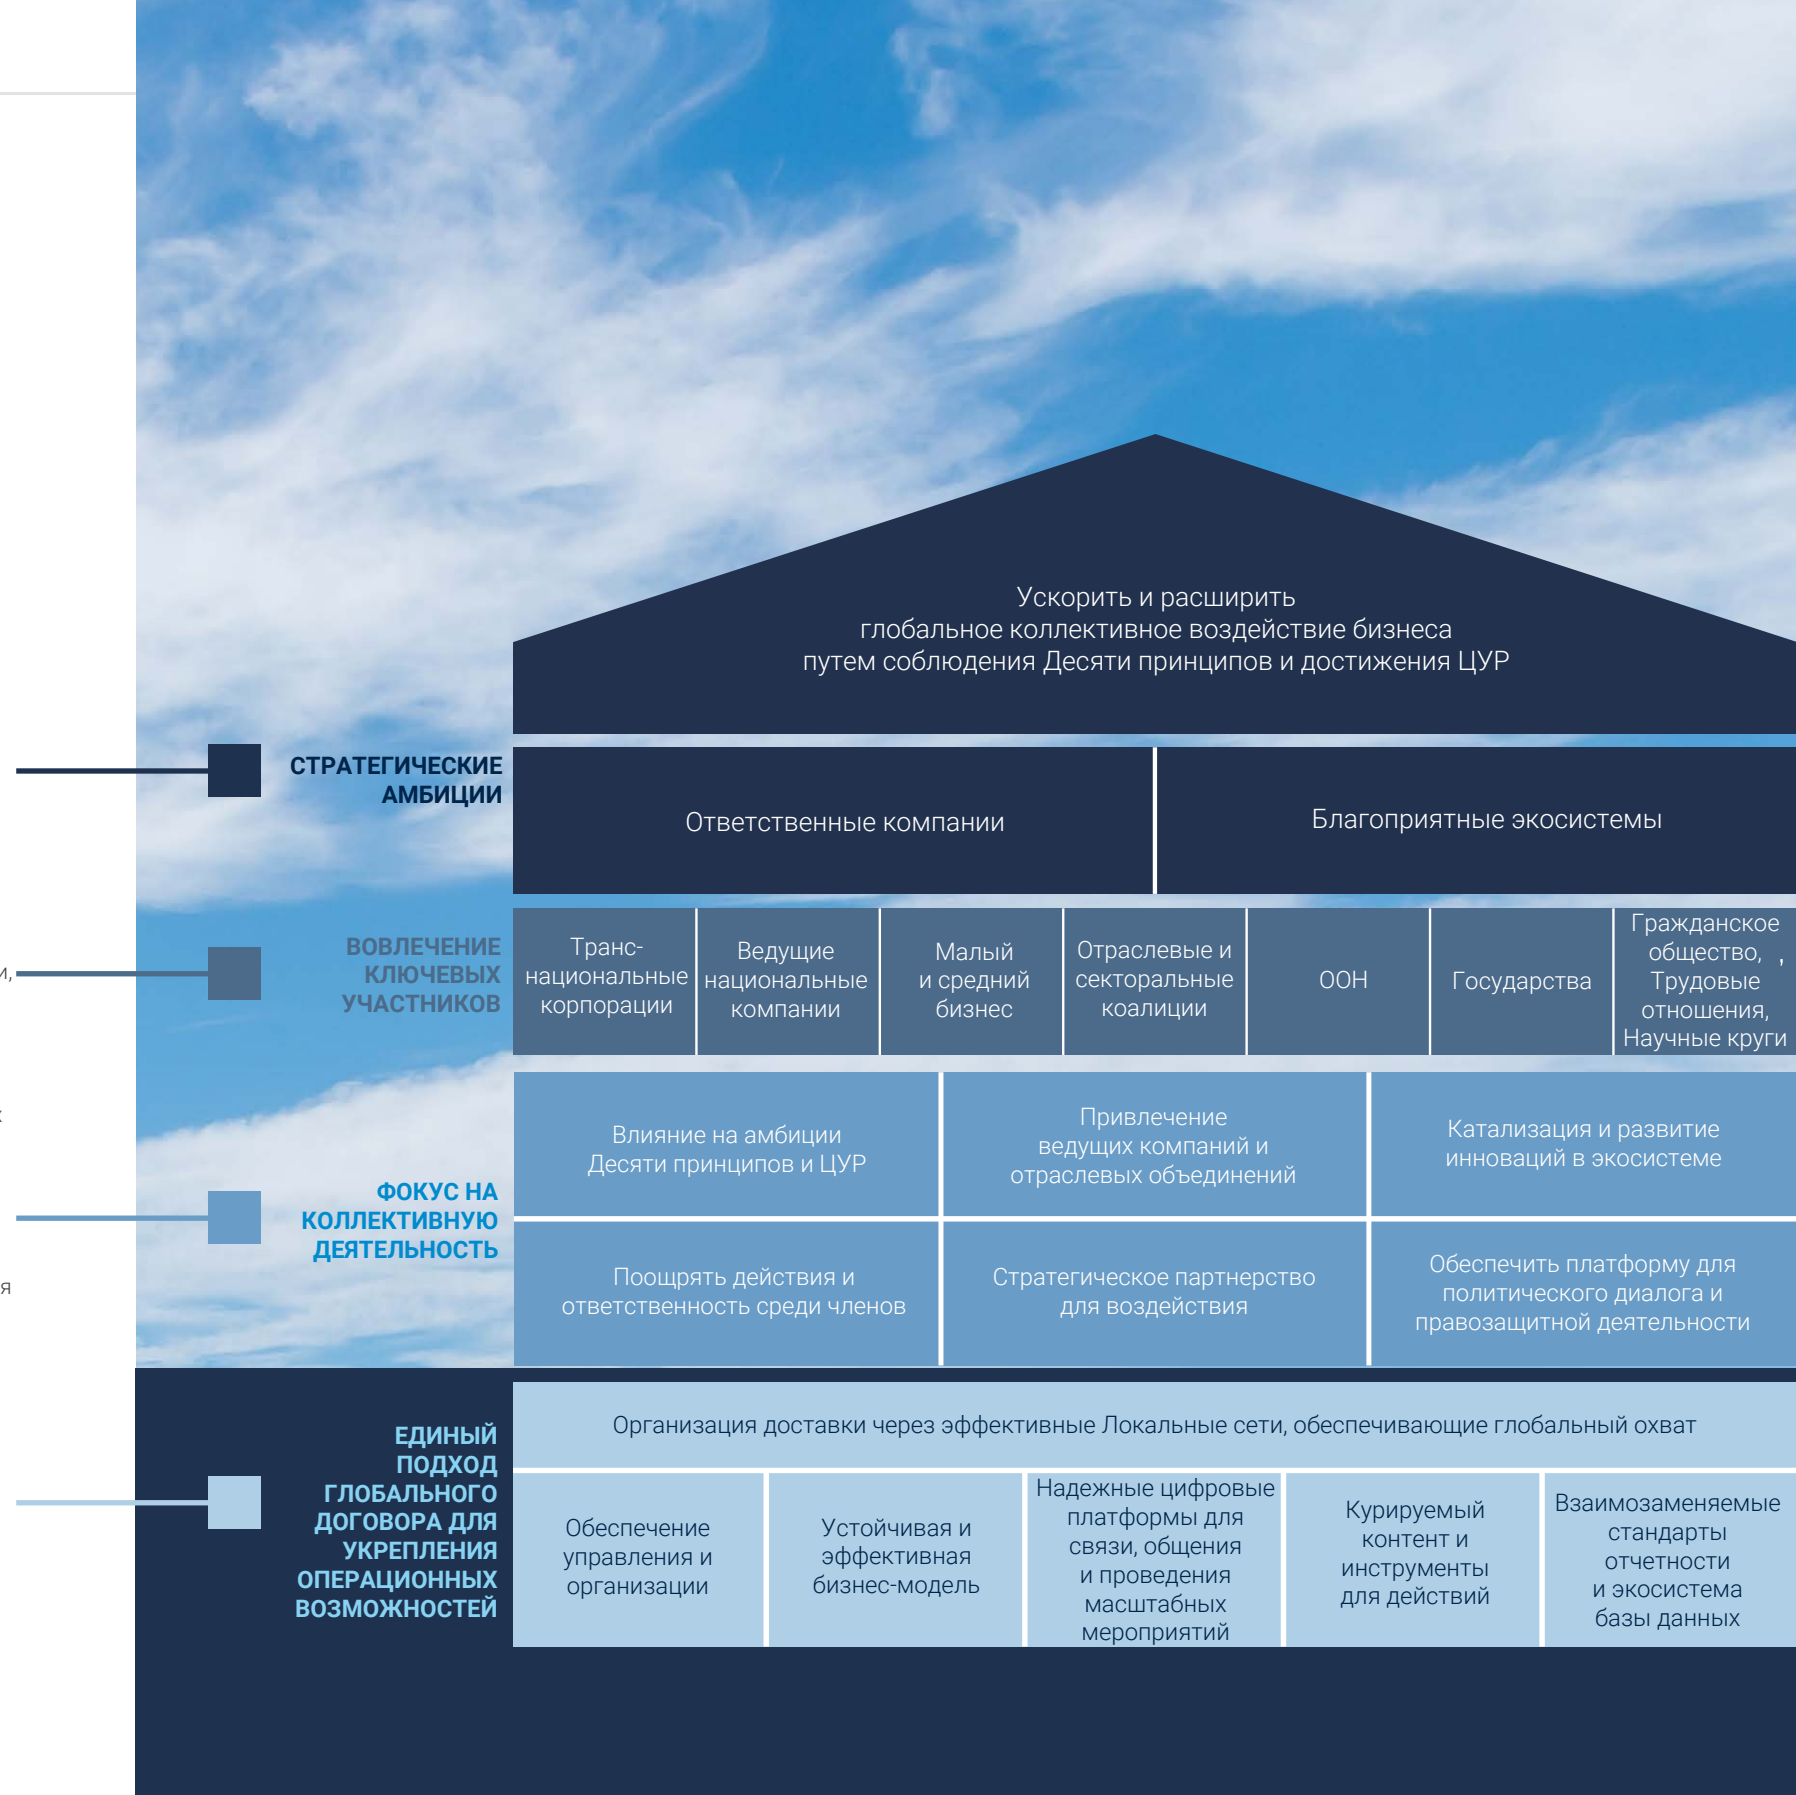 Ускорить и расширить
глобальное коллективное воздействие бизнеса
путем соблюдения Десяти принципов и достижения ЦУР
СТРАТЕГИЧЕСКИЕ
АМБИЦИИ
Ответственные компании
Благоприятные экосистемы
ВОВЛЕЧЕНИЕ
КЛЮЧЕВЫХ
УЧАСТНИКОВ
Транс-
национальные
корпорации
Ведущие
национальные
компании
Малый
и средний
бизнес
Отраслевые и
секторальные
коалиции
ООН
Государства
Гражданское
общество, ,
Трудовые
отношения,
Научные круги
ФОКУС НА
КОЛЛЕКТИВНУЮ
ДЕЯТЕЛЬНОСТЬ
Влияние на амбиции
Десяти принципов и ЦУР
Привлечение
ведущих компаний и
отраслевых объединений
Катализация и развитие
инноваций в экосистеме
Поощрять действия и
ответственность среди членов
Стратегическое партнерство
для воздействия
Обеспечить платформу для
политического диалога и
правозащитной деятельности
ЕДИНЫЙ
ПОДХОД
ГЛОБАЛЬНОГО
ДОГОВОРА ДЛЯ
УКРЕПЛЕНИЯ
ОПЕРАЦИОННЫХ
ВОЗМОЖНОСТЕЙ
Организация доставки через эффективные Локальные сети, обеспечивающие глобальный охват
Обеспечение
управления и
организации
Устойчивая и
эффективная
бизнес-модель
Надежные цифровые
платформы для
связи, общения
и проведения
масштабных
мероприятий
Курируемый
контент и
инструменты
для действий
Взаимозаменяемые
стандарты
отчетности
и экосистема
базы данных